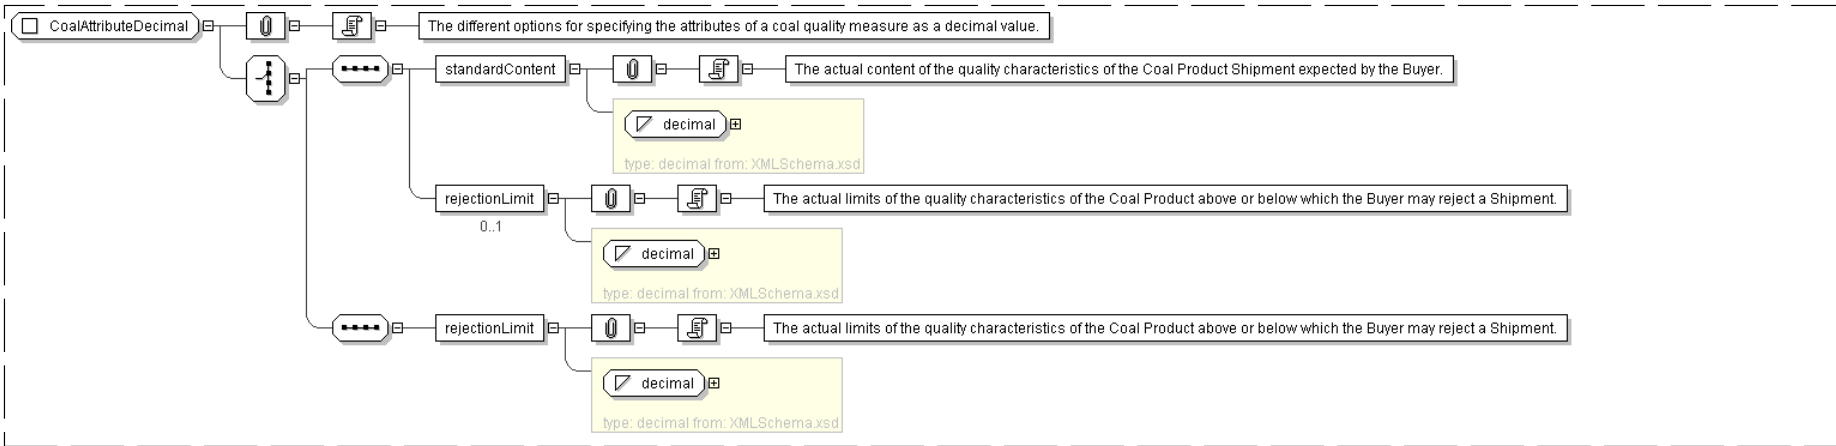 CoalAttributeDecimal
The different options for specifying the attributes of a coal quality measure as a decimal value.
standardContent
The actual content of the quality characteristics of the Coal Product Shipment expected by the Buyer.
decimal
type: decimal from: XMLSchema.xsd
rejectionLimit
The actual limits of the quality characteristics of the Coal Product above or below which the Buyer may reject a Shipment.
0..1
decimal
type: decimal from: XMLSchema.xsd
rejectionLimit
The actual limits of the quality characteristics of the Coal Product above or below which the Buyer may reject a Shipment.
decimal
type: decimal from: XMLSchema.xsd